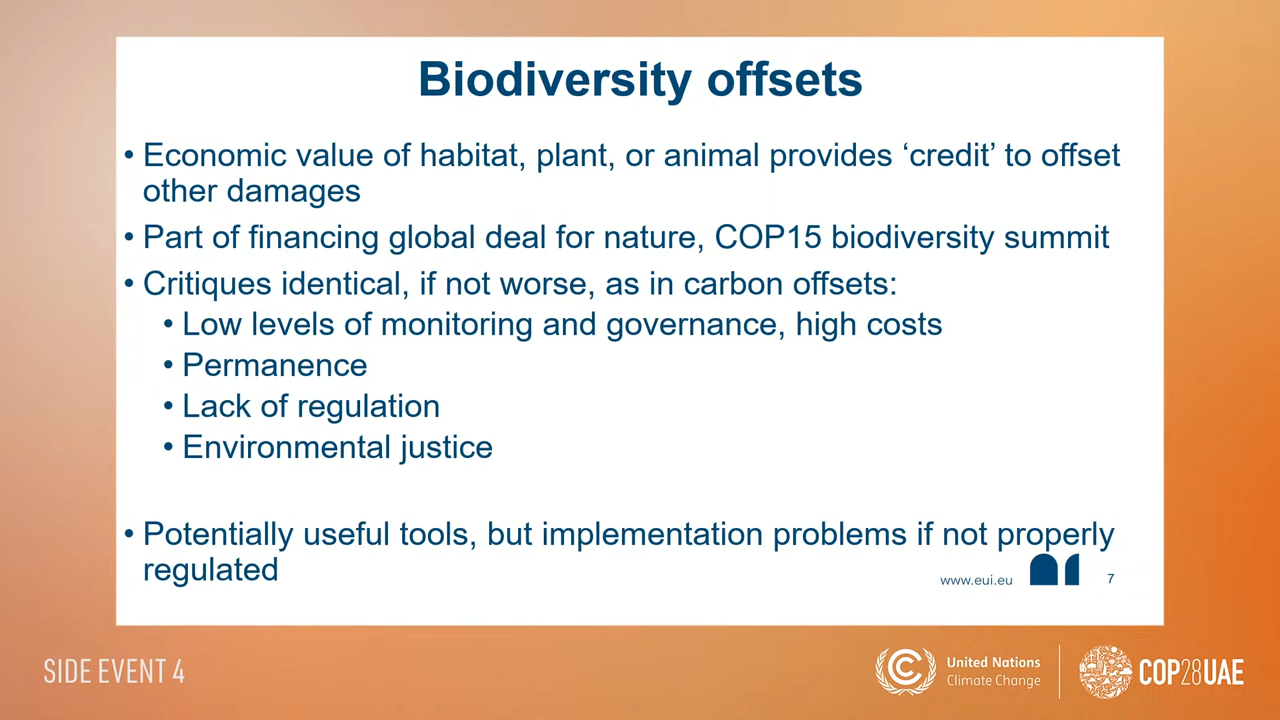 Biodiversity offsets
• Economic value of habitat, plant, or animal provides ‘credit’ to offset
other damages
• Part of financing global deal for nature, COP15 biodiversity summit
• Critiques identical, if not worse, as in carbon offsets:
• Low levels of monitoring and governance, high costs
• Permanence
• Lack of regulation
• Environmental justice
• Potentially useful tools, but implementation problems if not properly
regulated
www.eui.eu
7
SIDE EVENT 4
United Nations
Climate Change
COP28UAE